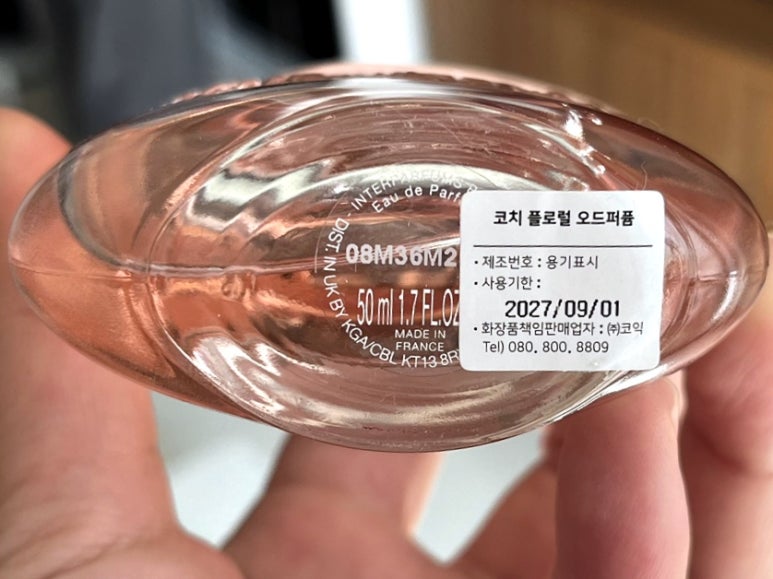 · INTERPARFUMS
Eau de Parf
DIST. IN UK BY KGA/CBL KT13 8R
08M36M2
50 ml 1.7 FL.OZ
MADE IN
FRANCE
코치 플로럴 오드퍼퓸
• 제조번호 : 용기표시
• 사용기한 :
2027/09/01
• 화장품책임판매업자 : ㈜코익
Tel) 080. 800. 8809